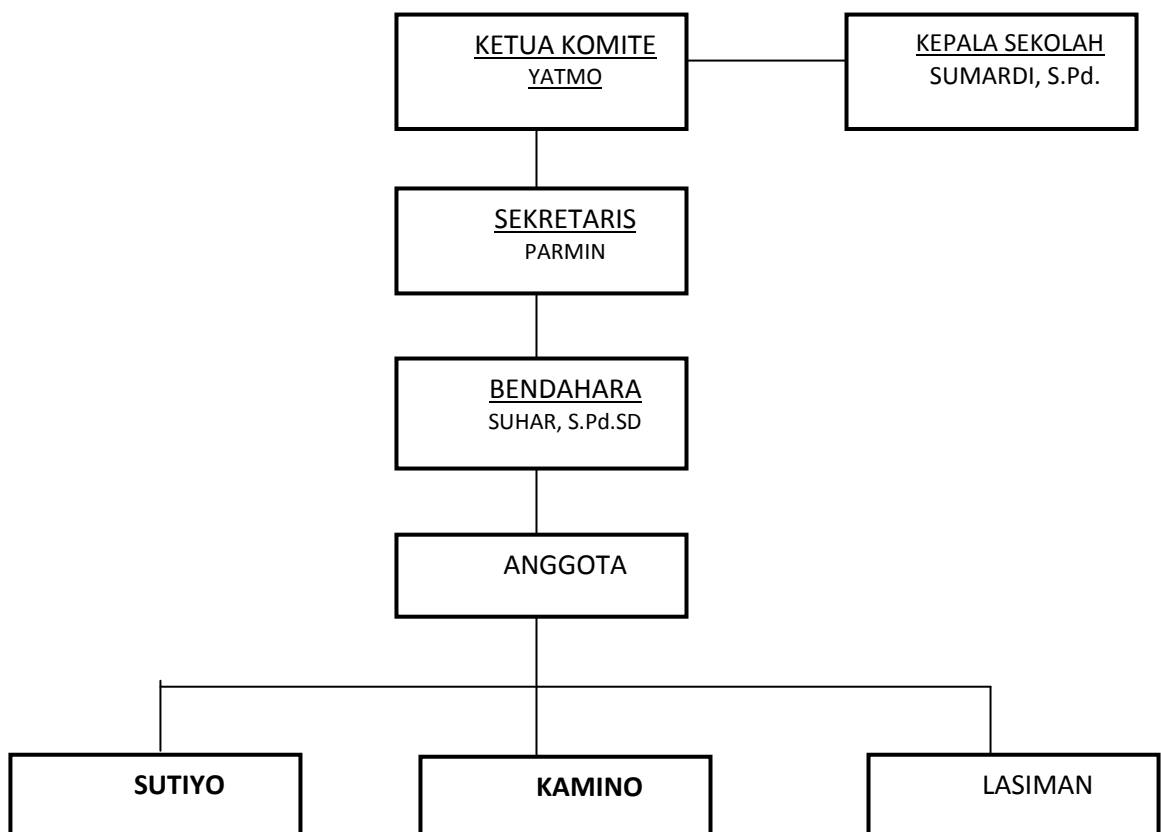 KETUA KOMITE
YATMO
KEPALA SEKOLAH
SUMARDI, S.Pd.
SEKRETARIS
PARMIN
BENDAHARA
SUHAR, S.Pd.SD
ANGGOTA
SUTIYO
KAMINO
LASIMAN